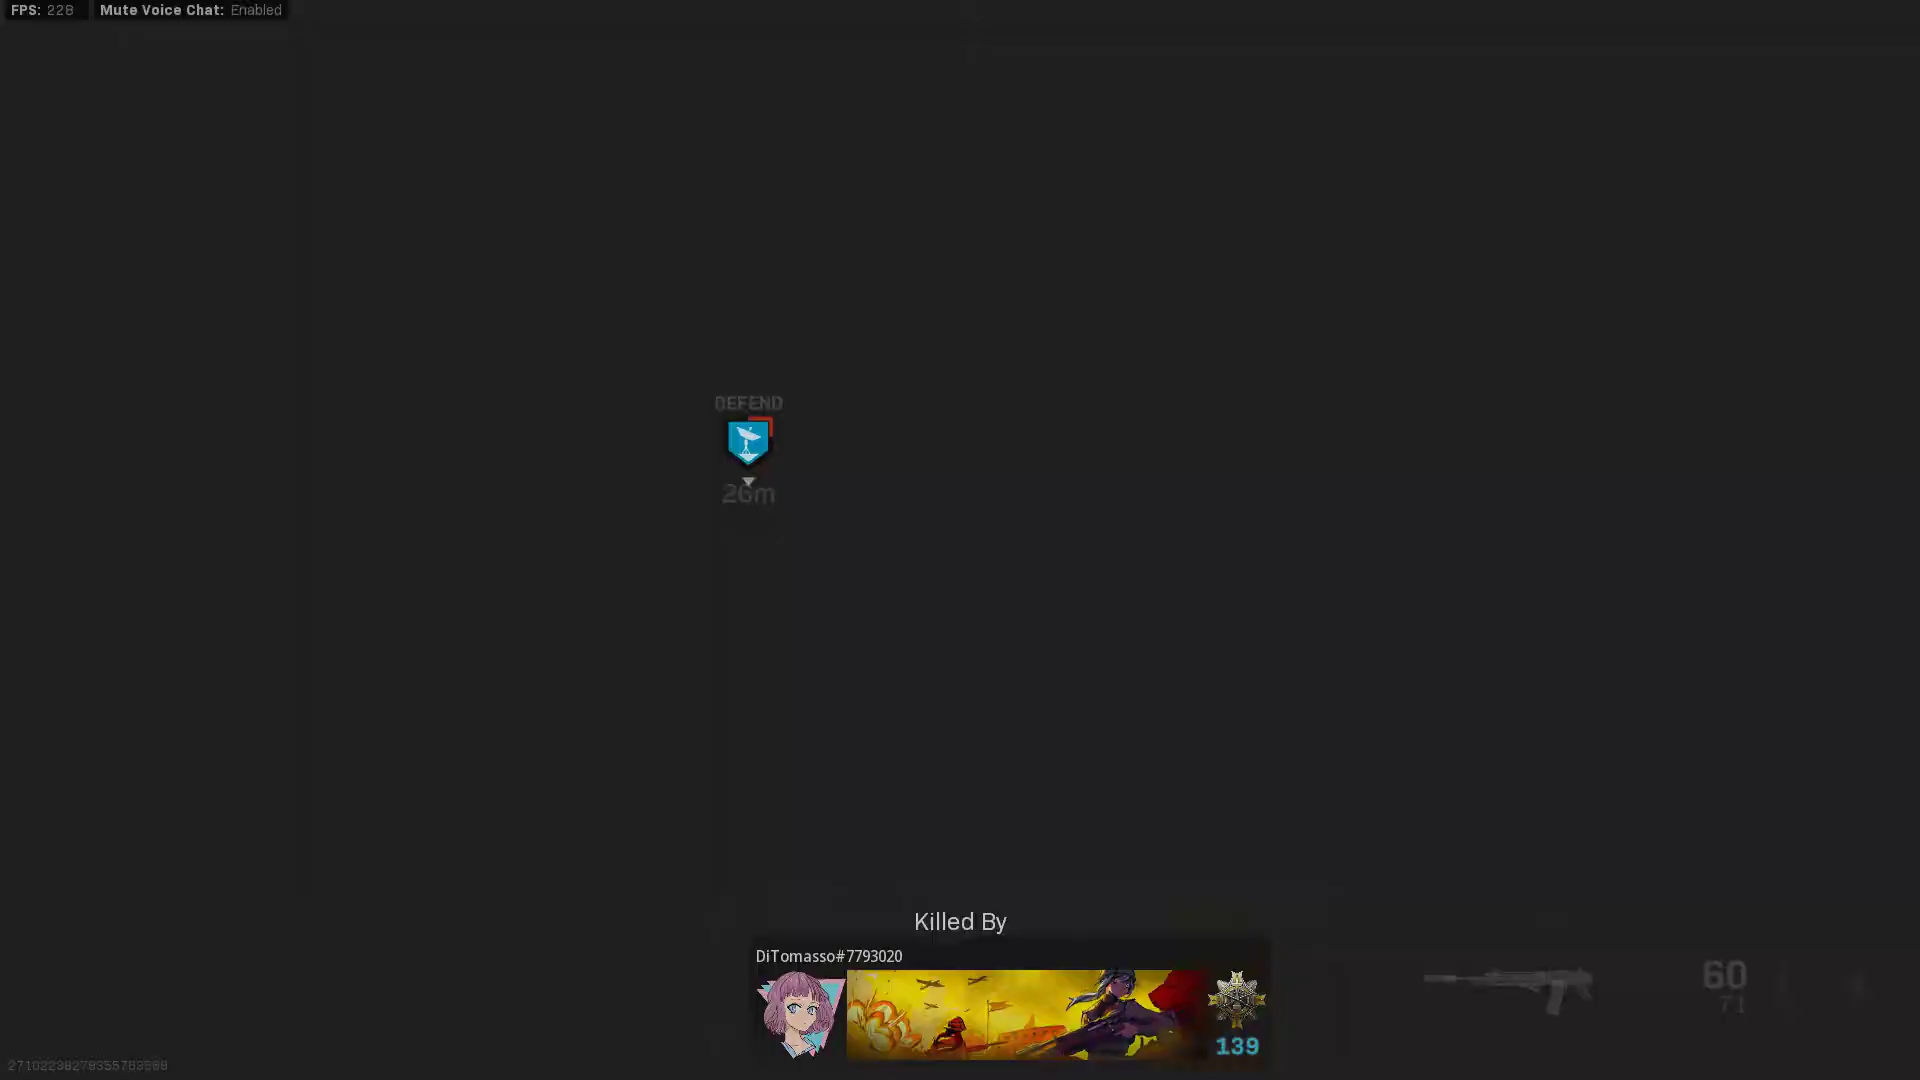 FPS: 228 Mute Voice Chat: Enabled
DEFEND
26m
Killed By
DiTomasso#7793020
60
71
139